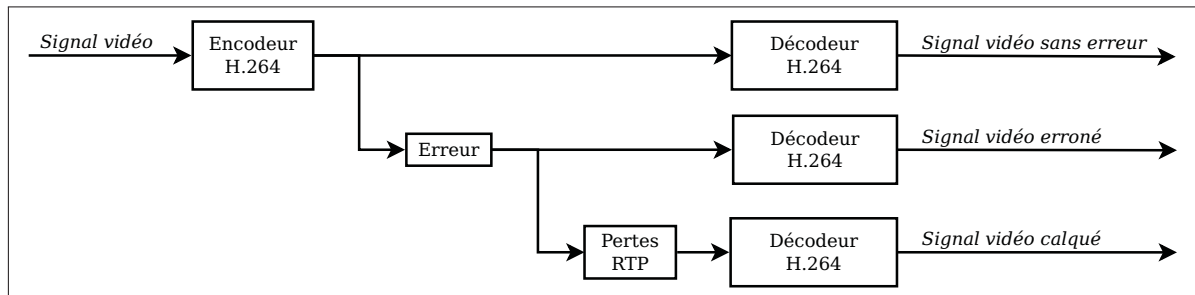 Signal vidéo
Encodeur
H.264
Décodeur
H.264
Signal vidéo sans erreur
Erreur
Décodeur
H.264
Signal vidéo erroné
Pertes
RTP
Décodeur
H.264
Signal vidéo calqué